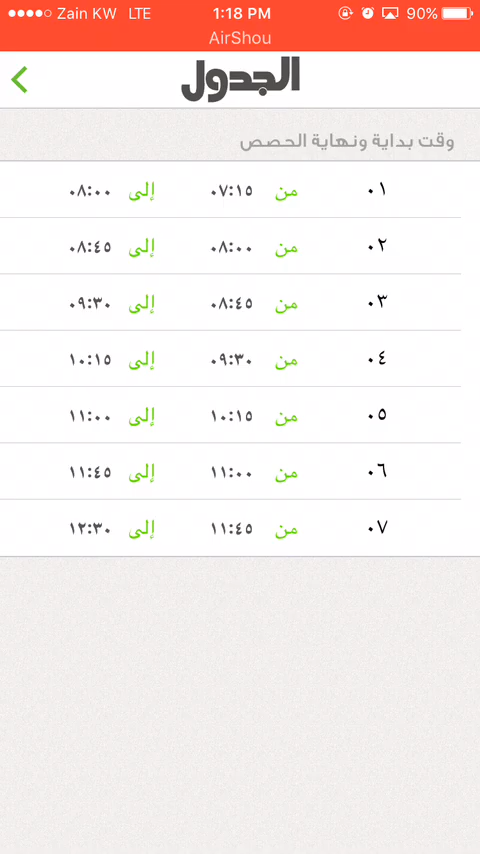 Zain KW LTE 1:18 PM 90%
AirShou
الجدول
وقت بداية ونهاية الحصص
٠١ من ٠٧:١٥ إلى ٠٨:٠٠
٠٢ من ٠٨:٠٠ إلى ٠٨:٤٥
٠٣ من ٠٨:٤٥ إلى ٠٩:٣٠
٠٤ من ٠٩:٣٠ إلى ١٠:١٥
٠٥ من ١٠:١٥ إلى ١١:٠٠
٠٦ من ١١:٠٠ إلى ١١:٤٥
٠٧ من ١١:٤٥ إلى ١٢:٣٠